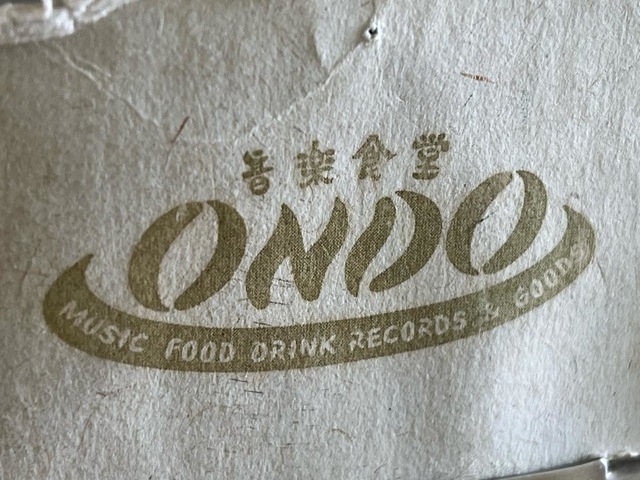 音楽食堂
ONDO
MUSIC FOOD DRINK RECORDS & GOODS